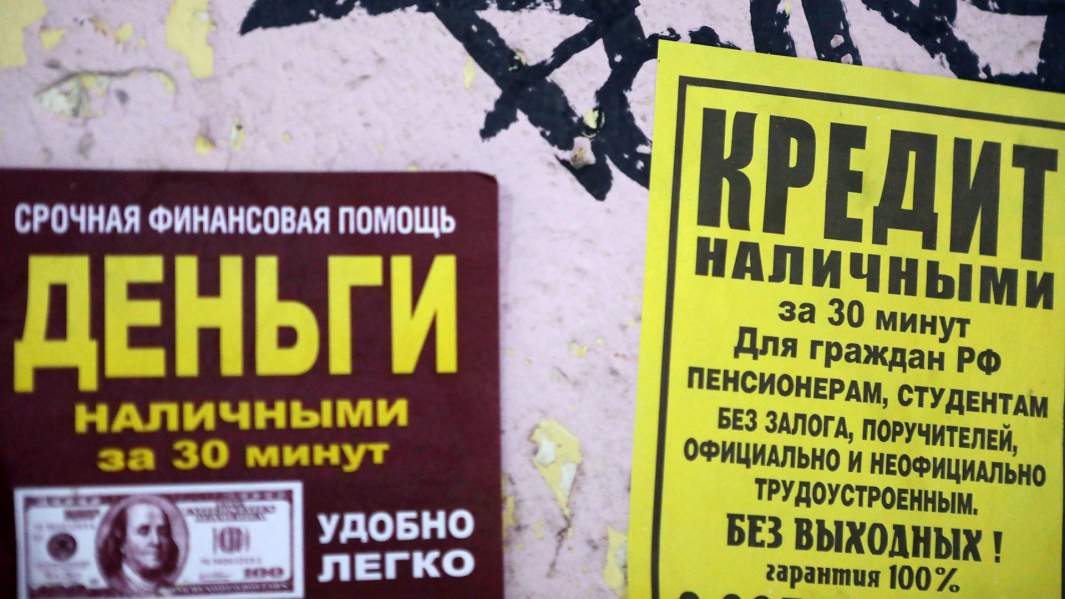 СРОЧНАЯ ФИНАНСОВАЯ ПОМОЩЬ
ДЕНЬГИ
НАЛИЧНЫМИ
за 30 минут
УДОБНО
ЛЕГКО
100
КРЕДИТ
НАЛИЧНЫМИ
за 30 минут
Для граждан РФ
ПЕНСИОНЕРАМ, СТУДЕНТАМ
БЕЗ ЗАЛОГА, ПОРУЧИТЕЛЕЙ,
ОФИЦИАЛЬНО И НЕОФИЦИАЛЬНО
ТРУДОУСТРОЕННЫМ.
БЕЗ ВЫХОДНЫХ !
гарантия 100%